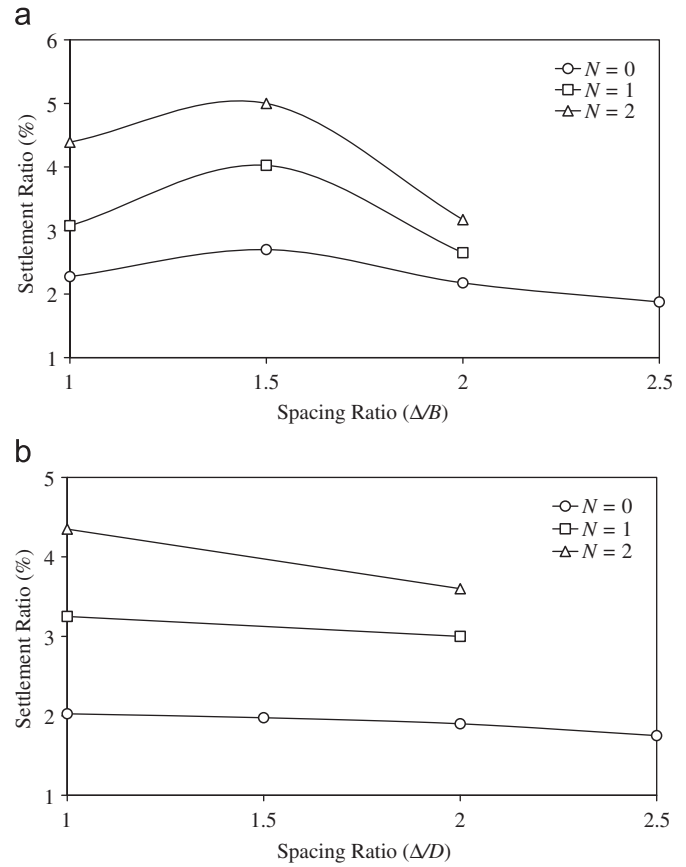 a
6
5
4
3
2
1
Settlement Ratio (%)
N = 0
N = 1
N = 2
1
1.5
2
2.5
Spacing Ratio (Δ/B)
b
5
4
3
2
1
Settlement Ratio (%)
N = 0
N = 1
N = 2
1
1.5
2
2.5
Spacing Ratio (Δ/D)